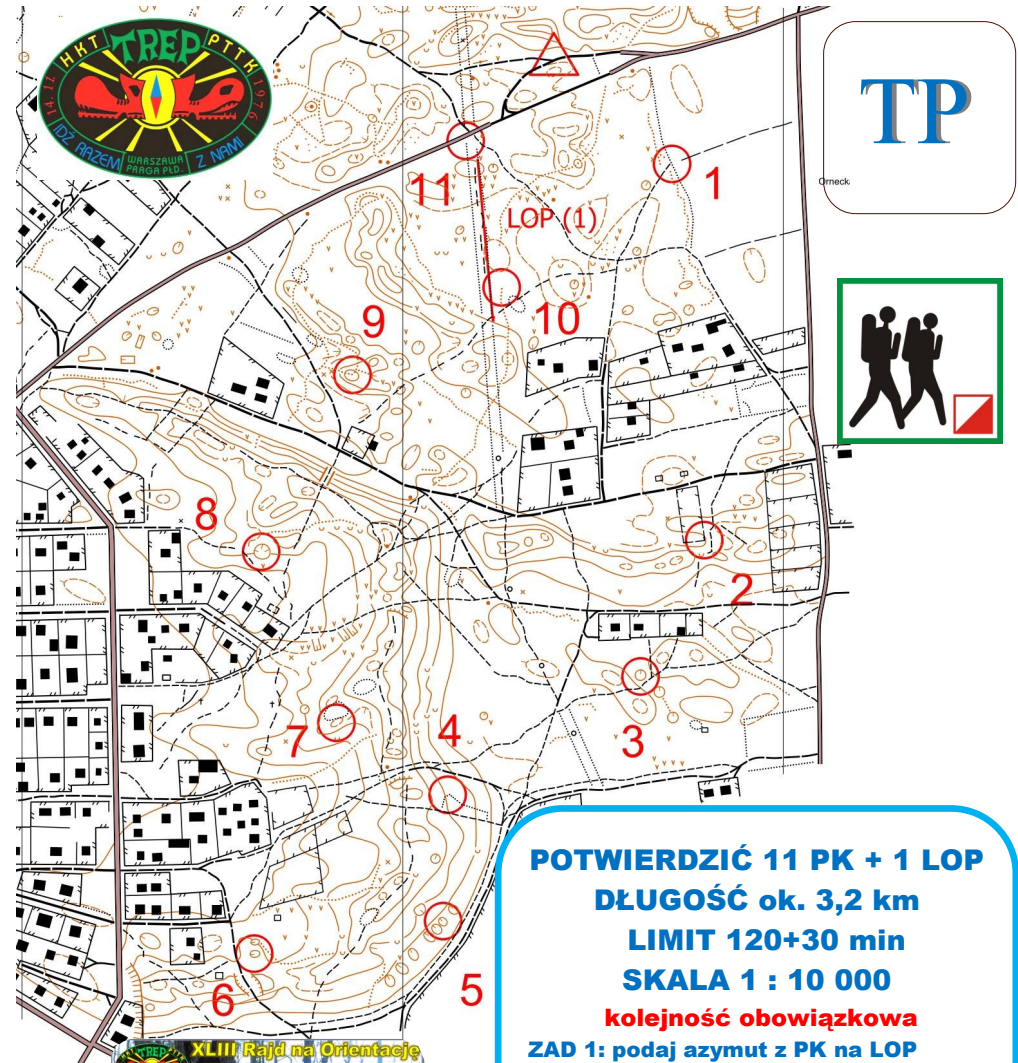 HKT TREP PTTK
14.11. 1976
IDŹ RAZEM Z NAMI
WARSZAWA
PRAGA PŁD.
TP
Orneck
11
1
LOP (1)
9
10
8
2
7
4
3
6
5
POTWIERDZIĆ 11 PK + 1 LOP
DŁUGOŚĆ ok. 3,2 km
LIMIT 120+30 min
SKALA 1 : 10 000
kolejność obowiązkowa
ZAD 1: podaj azymut z PK na LOP
XLIII Rajd na Orientację
TREP